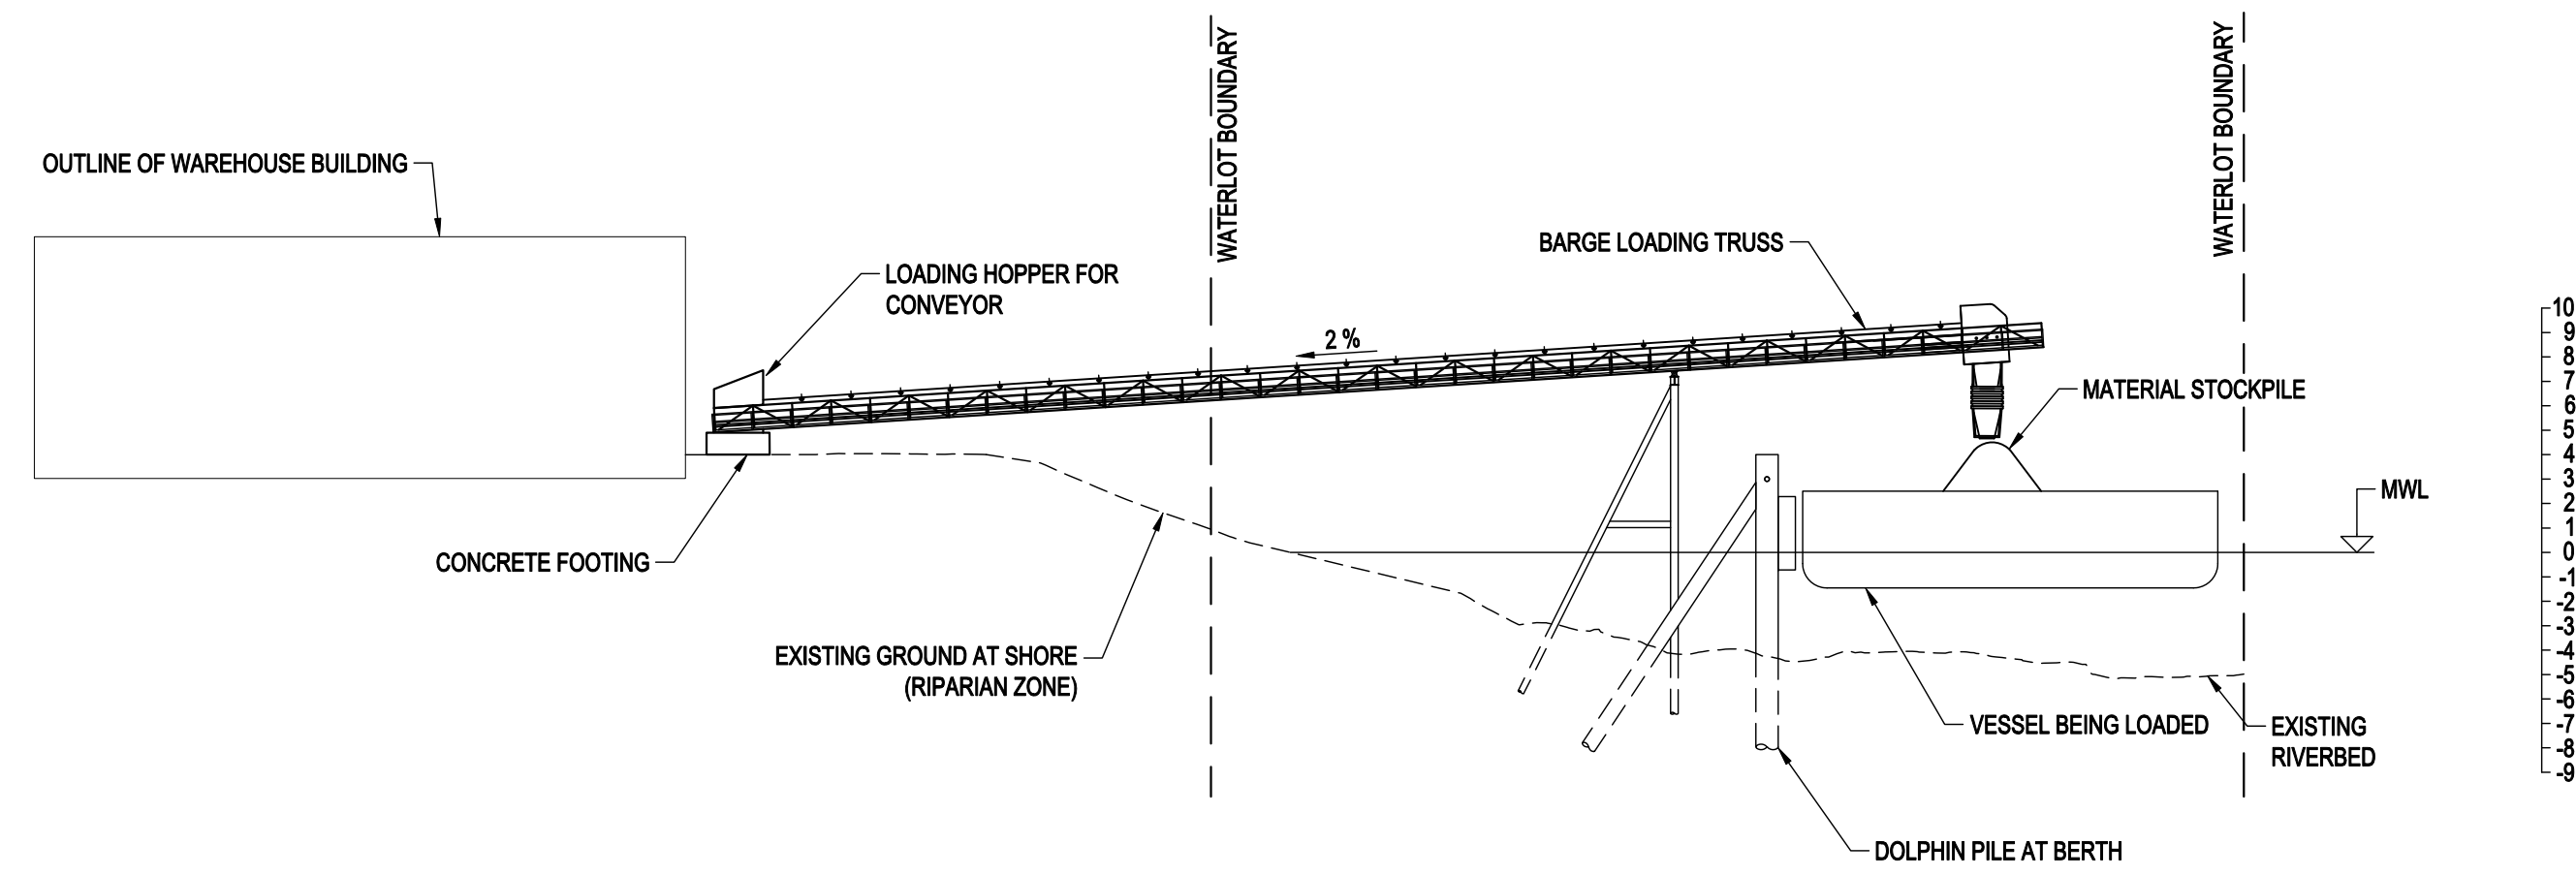 WATERLOT BOUNDARY
WATERLOT BOUNDARY
OUTLINE OF WAREHOUSE BUILDING
BARGE LOADING TRUSS
LOADING HOPPER FOR
CONVEYOR
2 %
MATERIAL STOCKPILE
MWL
CONCRETE FOOTING
EXISTING GROUND AT SHORE
(RIPARIAN ZONE)
VESSEL BEING LOADED
EXISTING
RIVERBED
DOLPHIN PILE AT BERTH
10
9
8
7
6
5
4
3
2
1
0
-1
-2
-3
-4
-5
-6
-7
-8
-9